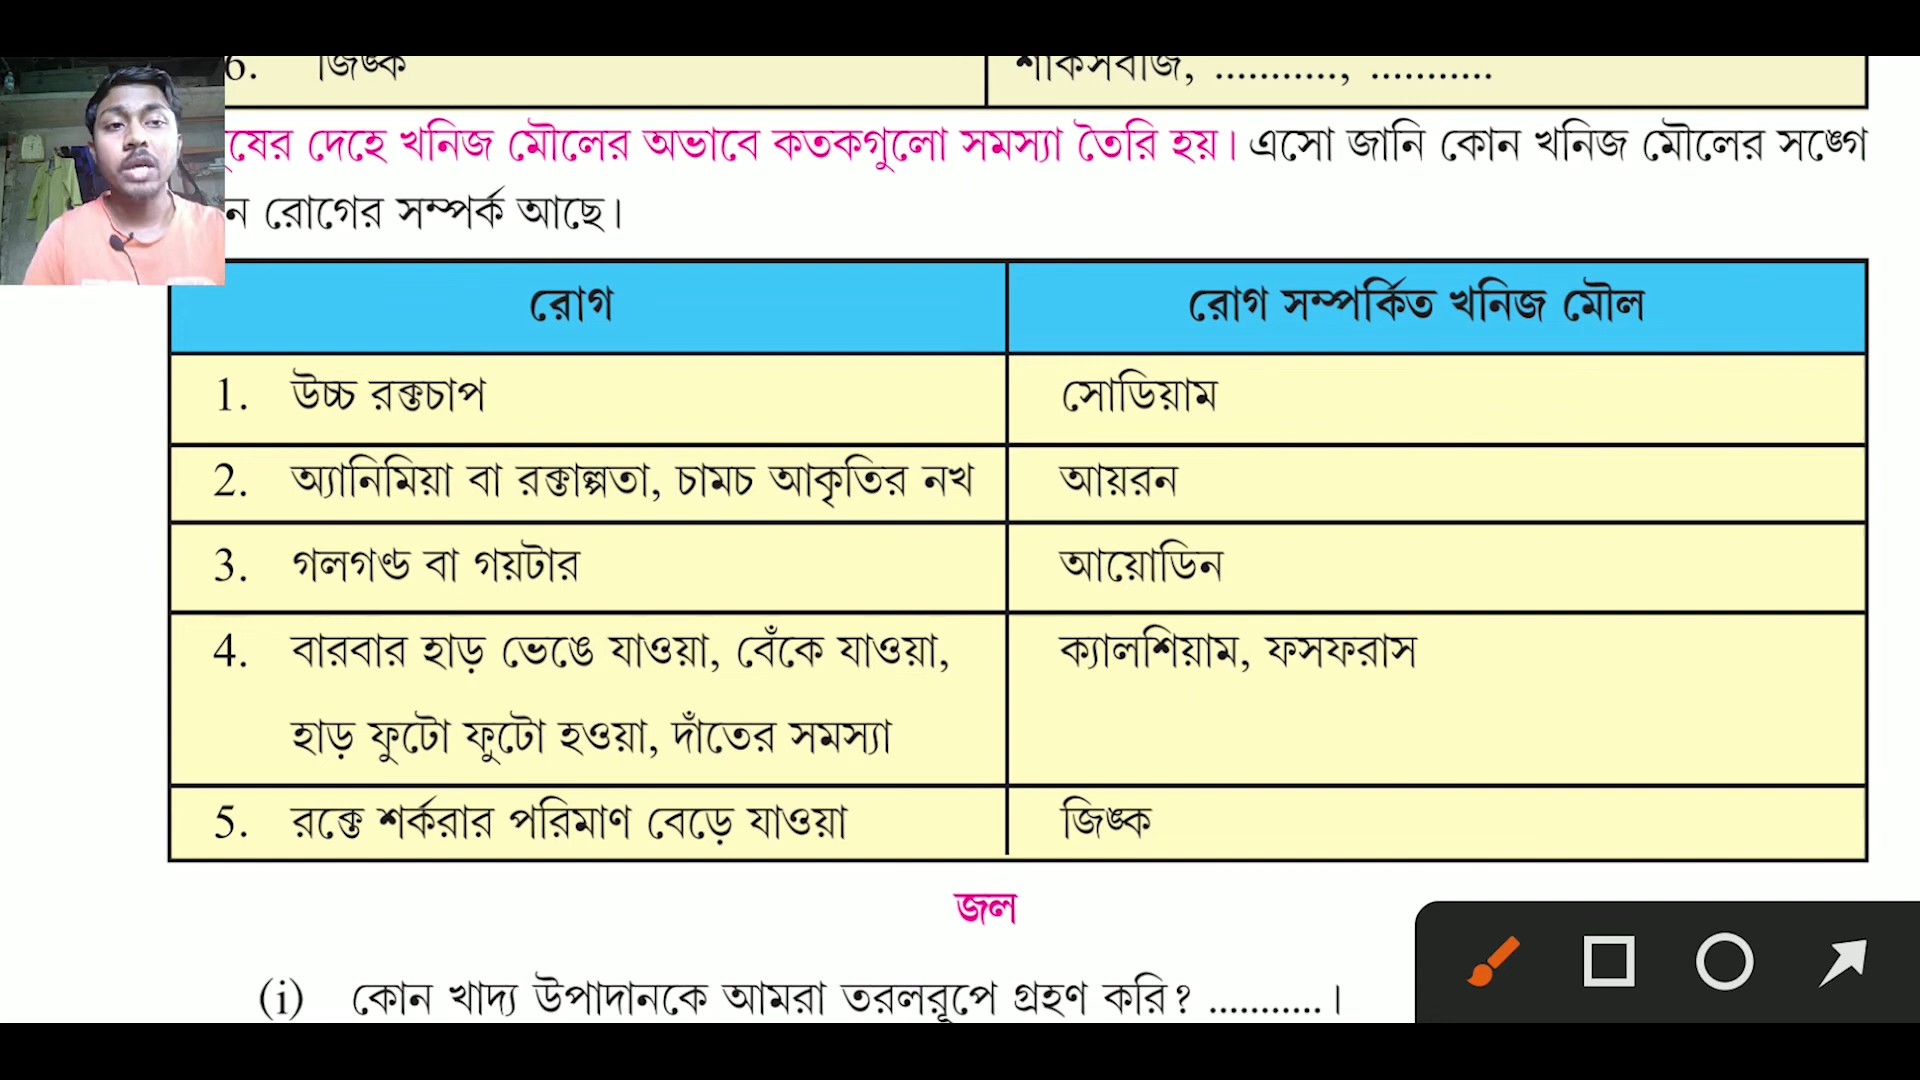 6. জিঙ্ক শাকসবজি, ..........., ...........
ষের দেহে খনিজ মৌলের অভাবে কতকগুলো সমস্যা তৈরি হয়। এসো জানি কোন খনিজ মৌলের সঙ্গে
ন রোগের সম্পর্ক আছে।
রোগ রোগ সম্পর্কিত খনিজ মৌল
1. উচ্চ রক্তচাপ সোডিয়াম
2. অ্যানিমিয়া বা রক্তাল্পতা, চামচ আকৃতির নখ আয়রন
3. গলগণ্ড বা গয়টার আয়োডিন
4. বারবার হাড় ভেঙে যাওয়া, বেঁকে যাওয়া, ক্যালশিয়াম, ফসফরাস
হাড় ফুটো ফুটো হওয়া, দাঁতের সমস্যা
5. রক্তে শর্করার পরিমাণ বেড়ে যাওয়া জিঙ্ক
জল
(i) কোন খাদ্য উপাদানকে আমরা তরলরূপে গ্রহণ করি? ...........।